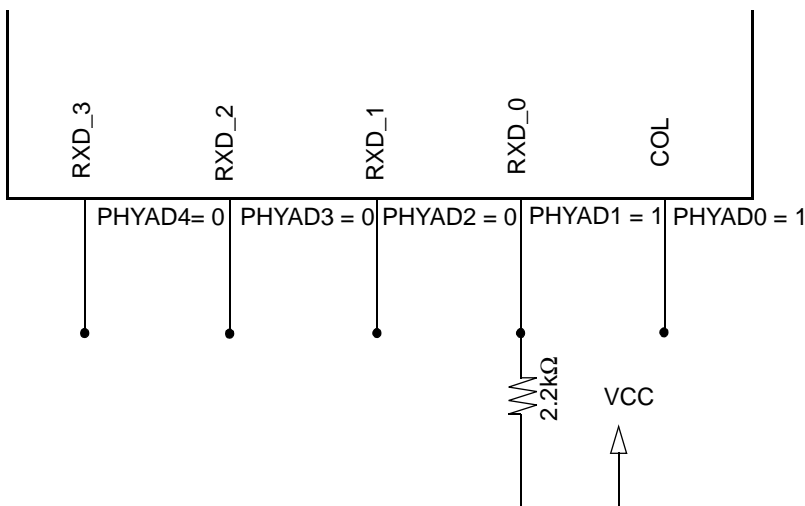 RXD_3
RXD_2
RXD_1
RXD_0
COL
PHYAD4= 0
PHYAD3 = 0
PHYAD2 = 0
PHYAD1 = 1
PHYAD0 = 1
2.2kΩ
VCC